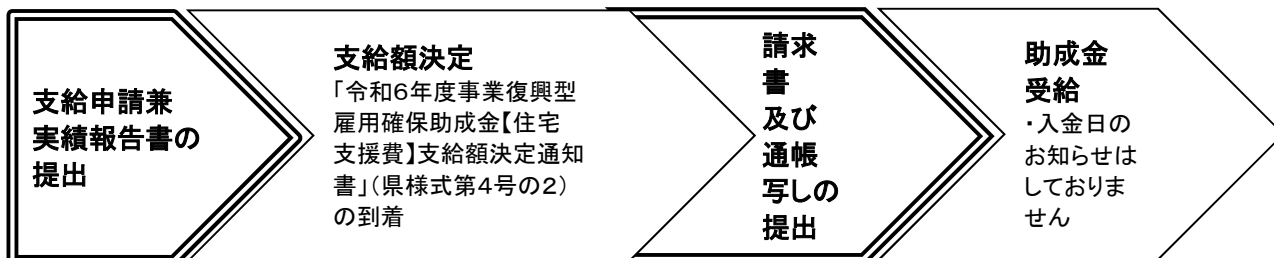 支給申請兼
実績報告書の
提出
支給額決定
「令和6年度事業復興型
雇用確保助成金【住宅
支援費】支給額決定通知
書」（県様式第4号の2）
の到着
請求
書
及び
通帳
写しの
提出
助成金
受給
・入金日の
お知らせは
しておりま
せん